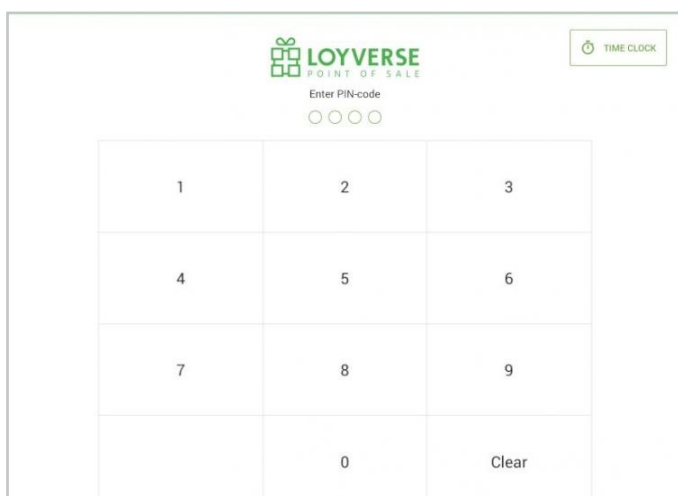 LOYVERSE
POINT OF SALE
TIME CLOCK
Enter PIN-code
1 2 3
4 5 6
7 8 9
0 Clear